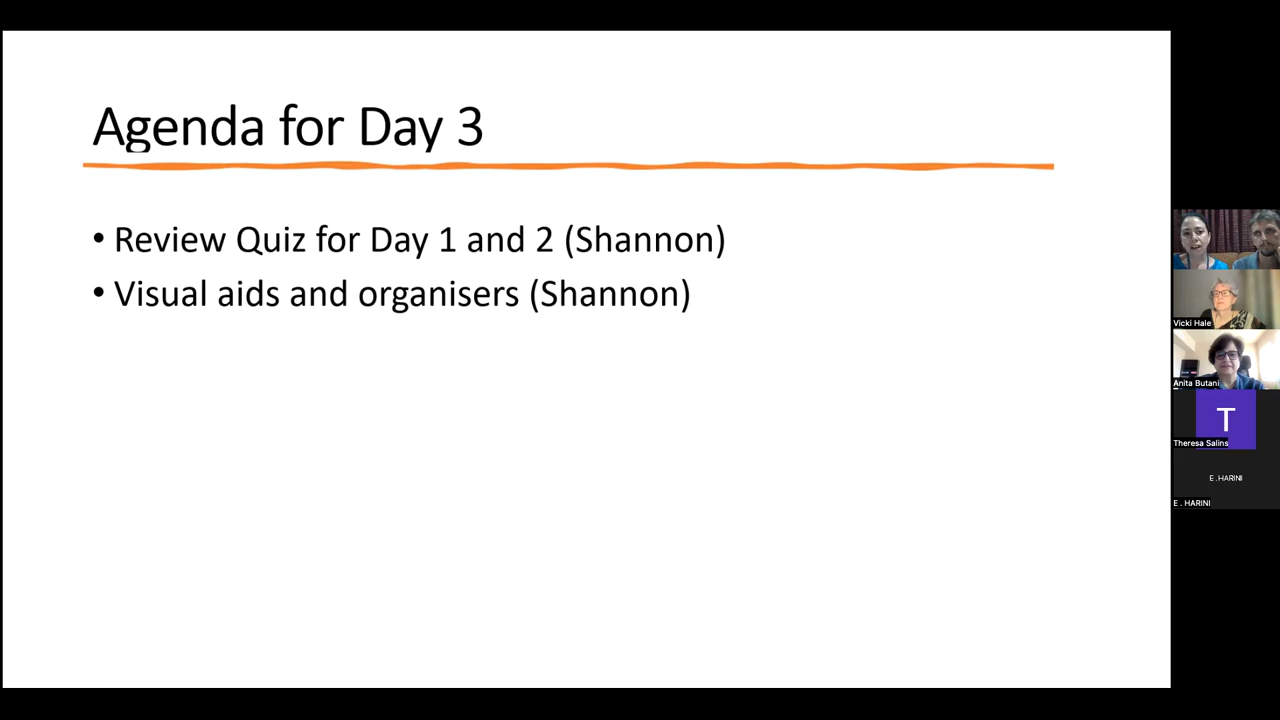 Agenda for Day 3
• Review Quiz for Day 1 and 2 (Shannon)
• Visual aids and organisers (Shannon)
Vicki Hale
Anita Butani
T
Theresa Salins
E .HARINI
E . HARINI